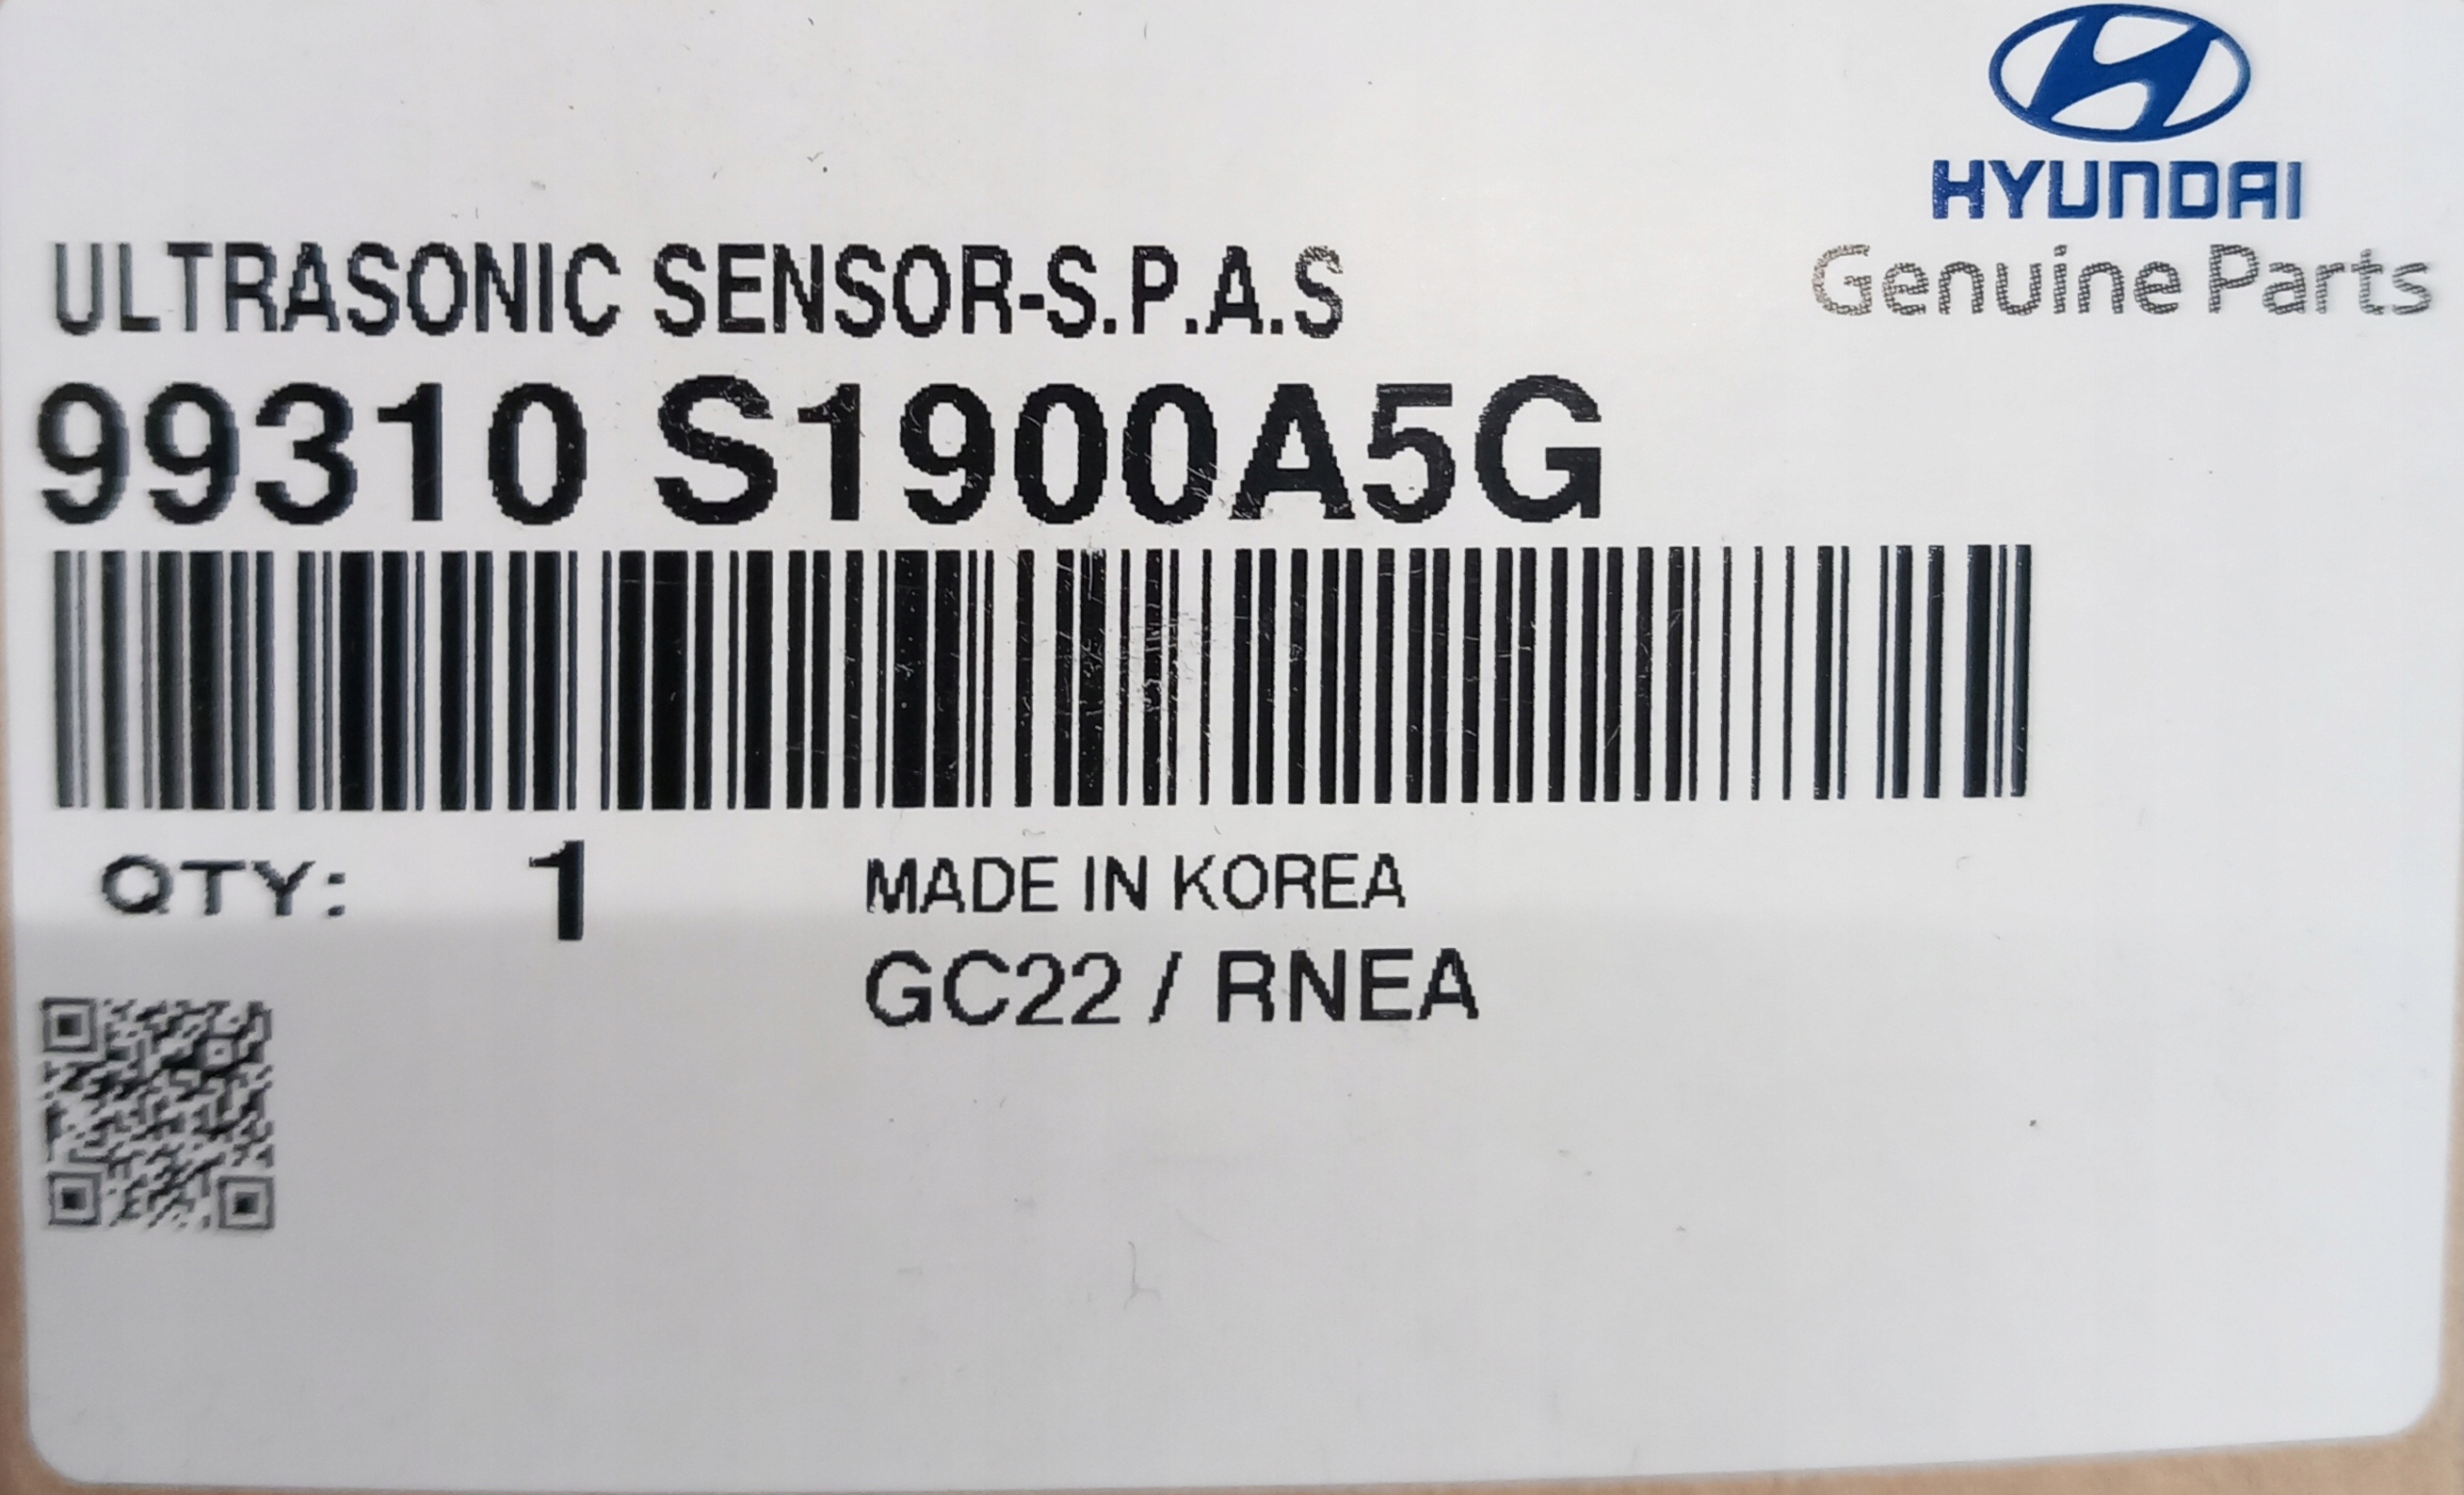 HYUNDAI
Genuine Parts
ULTRASONIC SENSOR-S.P.A.S
99310 S1900A5G
QTY: 1 MADE IN KOREA
GC22 / RNEA